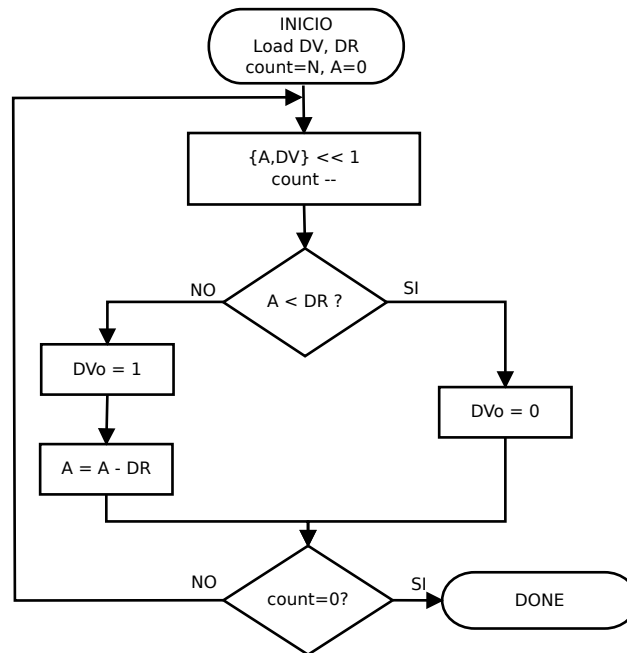 INICIO
Load DV, DR
count=N, A=0
{A,DV} << 1
count --
NO
A < DR ?
SI
DVo = 1
DVo = 0
A = A - DR
NO
count=0?
SI
DONE